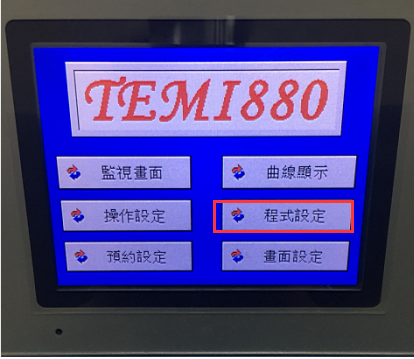 TEMI880
監視畫面
曲線顯示
操作設定
程式設定
預約設定
畫面設定